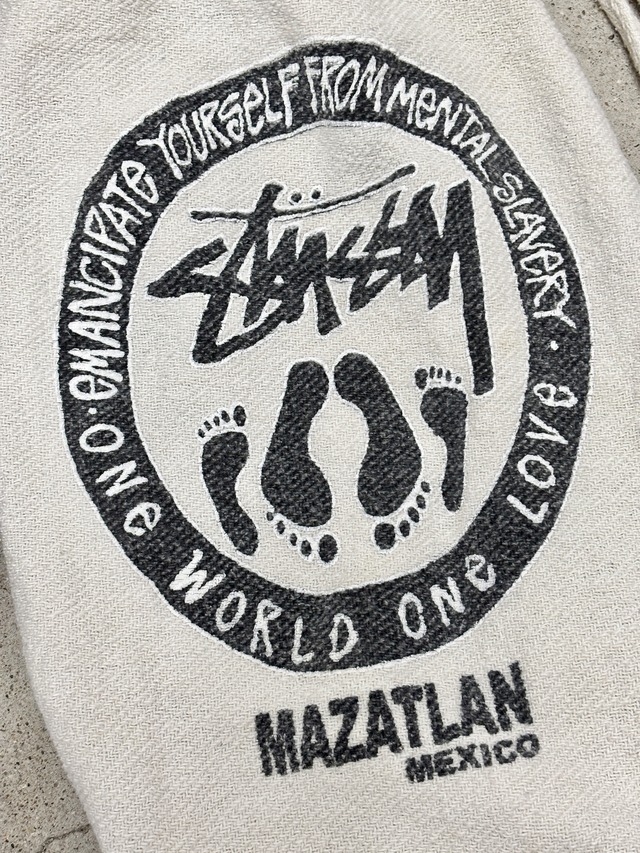 EMANCIPATE YOURSELF FROM MENTAL SLAVERY ·
Stüssy
ONE WORLD ONE LOVE ·
MAZATLAN
MEXICO